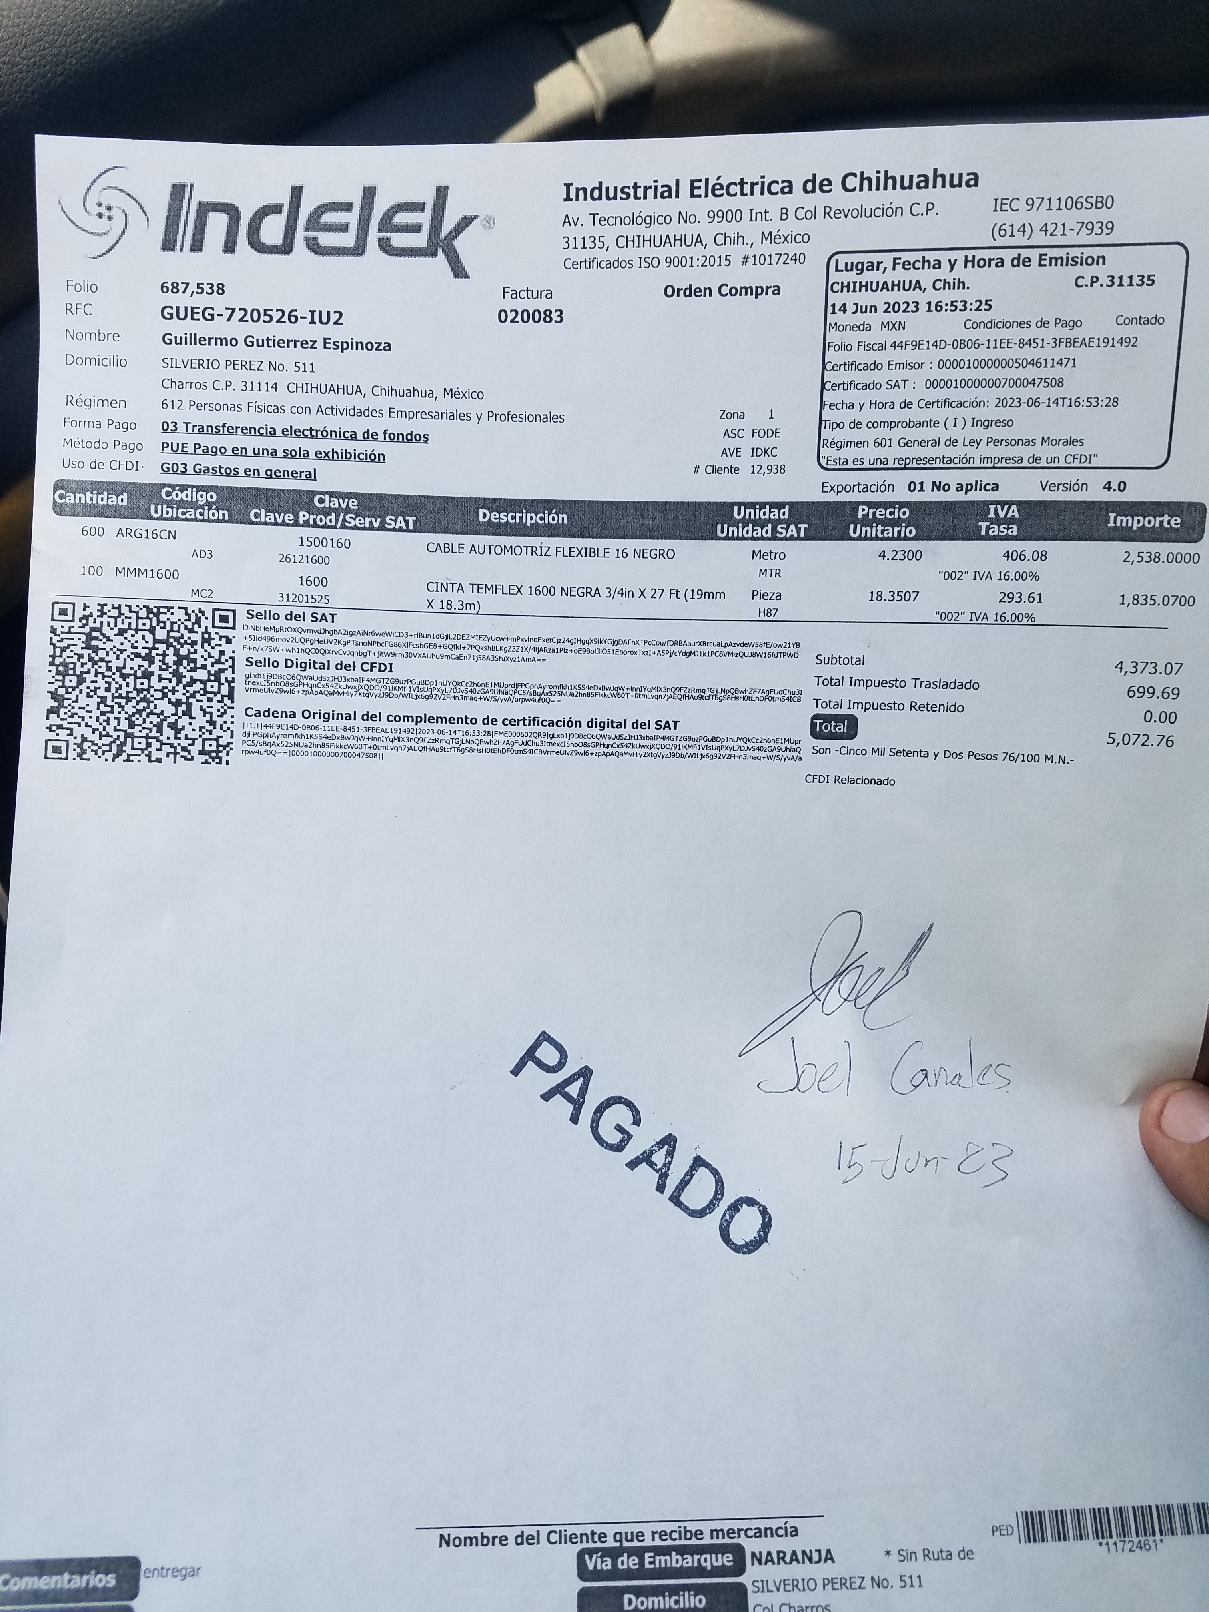 Indelek®
Industrial Eléctrica de Chihuahua
Av. Tecnológico No. 9900 Int. B Col Revolución C.P.
31135, CHIHUAHUA, Chih., México
Certificados ISO 9001:2015 #1017240
IEC 971106SB0
(614) 421-7939
Folio 687,538
Factura
020083
Orden Compra
RFC GUEG-720526-IU2
Nombre Guillermo Gutierrez Espinoza
Domicilio SILVERIO PEREZ No. 511
Charros C.P. 31114 CHIHUAHUA, Chihuahua, México
Régimen 612 Personas Físicas con Actividades Empresariales y Profesionales
Forma Pago 03 Transferencia electrónica de fondos
Método Pago PUE Pago en una sola exhibición
Uso de CFDI· G03 Gastos en general
Zona 1
ASC FODE
AVE IDKC
# Cliente 12,938
Lugar, Fecha y Hora de Emision
CHIHUAHUA, Chih. C.P.31135
14 Jun 2023 16:53:25
Moneda MXN Condiciones de Pago Contado
Folio Fiscal 44F9E14D-0B06-11EE-8451-3FBEAE191492
Certificado Emisor : 00001000000504611471
Certificado SAT : 00001000000700047508
Fecha y Hora de Certificación: 2023-06-14T16:53:28
Tipo de comprobante ( I ) Ingreso
Régimen 601 General de Ley Personas Morales
"Esta es una representación impresa de un CFDI"
Exportación 01 No aplica Versión 4.0
Cantidad Código Ubicación Clave Clave Prod/Serv SAT Descripción Unidad Unidad SAT Precio Unitario IVA Tasa Importe
600 ARG16CN 1500160 CABLE AUTOMOTRÍZ FLEXIBLE 16 NEGRO Metro 4.2300 406.08 2,538.0000
AD3 26121600 MTR "002" IVA 16.00%
100 MMM1600 1600 CINTA TEMFLEX 1600 NEGRA 3/4in X 27 Ft (19mm Pieza 18.3507 293.61 1,835.0700
MC2 31201525 X 18.3m) H87 "002" IVA 16.00%
Sello del SAT
Sello Digital del CFDI
Cadena Original del complemento de certificación digital del SAT
Subtotal 4,373.07
Total Impuesto Trasladado 699.69
Total Impuesto Retenido 0.00
Total 5,072.76
Son -Cinco Mil Setenta y Dos Pesos 76/100 M.N.-
CFDI Relacionado
Joel
Joel Canales
15-Jun-23
PAGADO
Nombre del Cliente que recibe mercancía
PED
*1172461*
Comentarios entregar
Vía de Embarque NARANJA * Sin Ruta de
Domicilio SILVERIO PEREZ No. 511
Col Charros